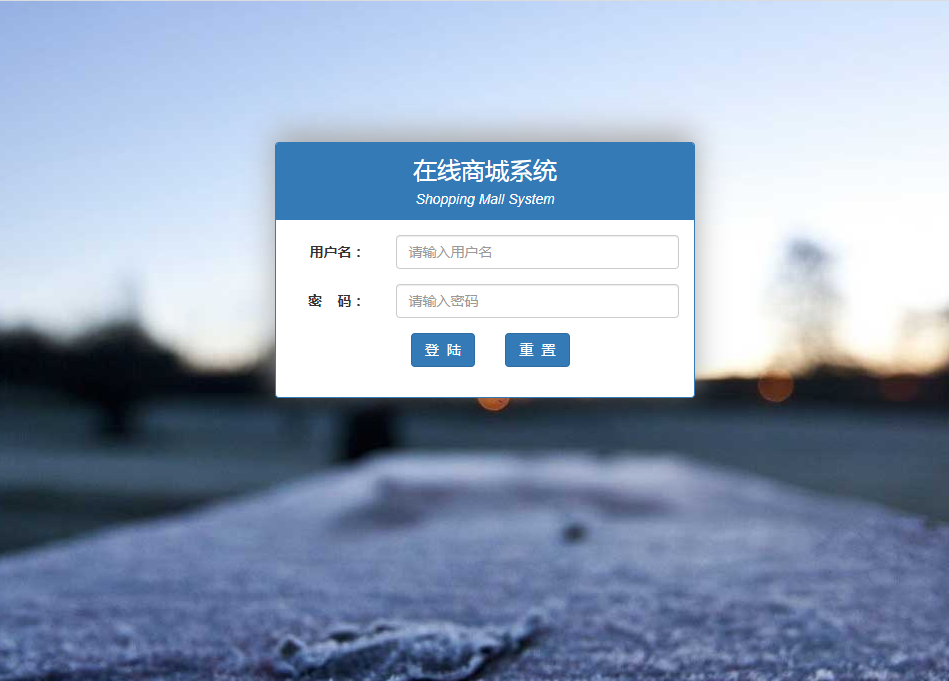 在线商城系统
Shopping Mall System
用户名： 请输入用户名
密 码： 请输入密码
登 陆 重 置